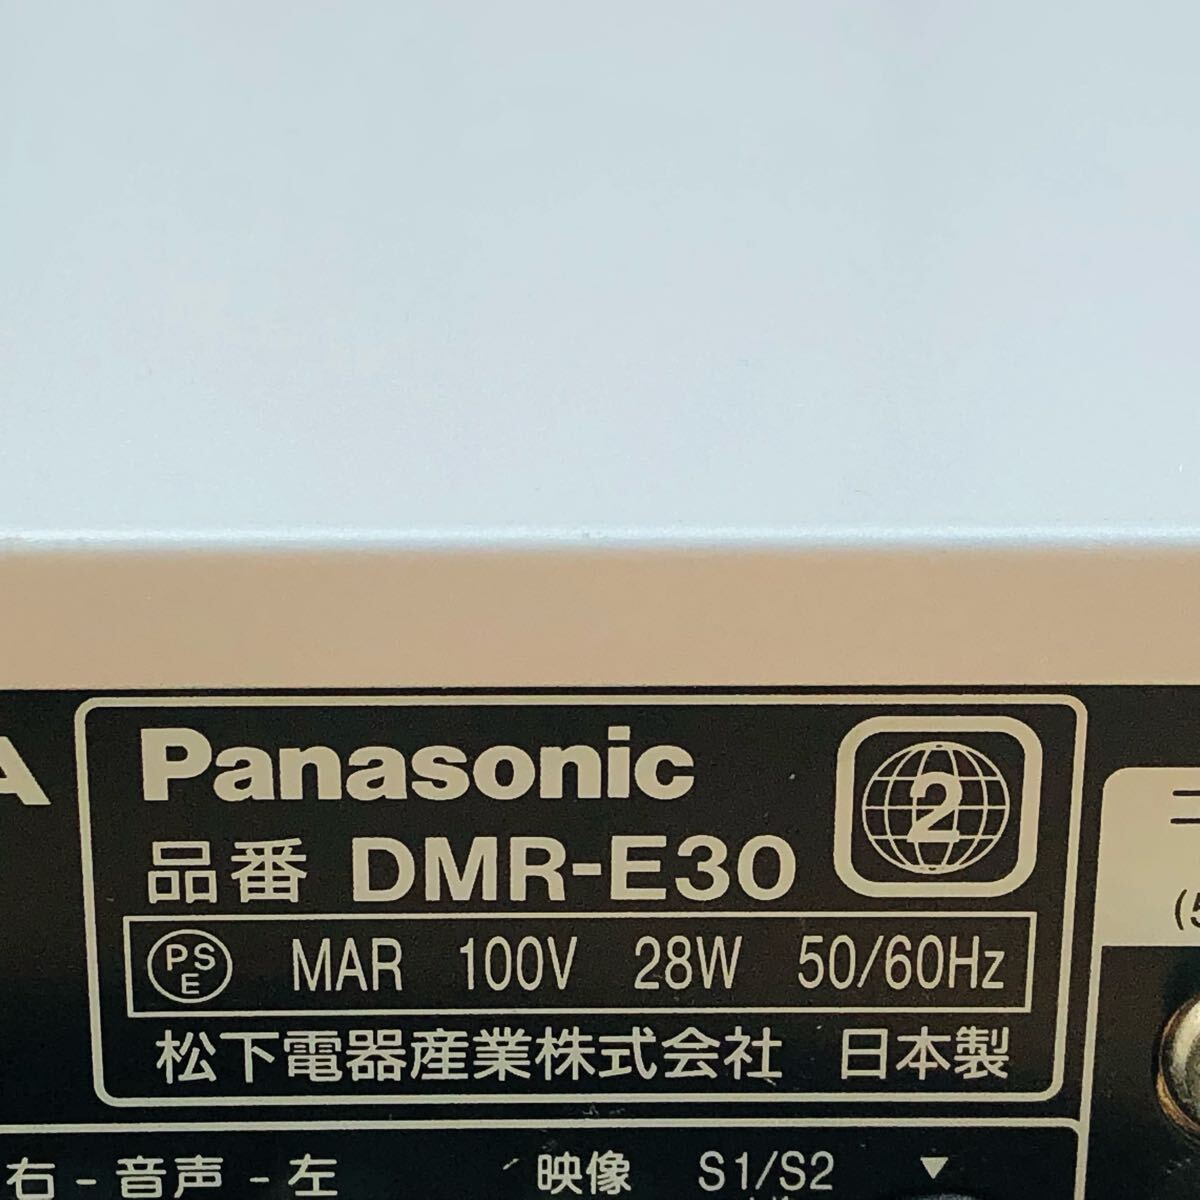 A
Panasonic
2
品番 DMR-E30
PSE MAR 100V 28W 50/60Hz
松下電器産業株式会社 日本製
右-音声-左 映像 S1/S2 ▼